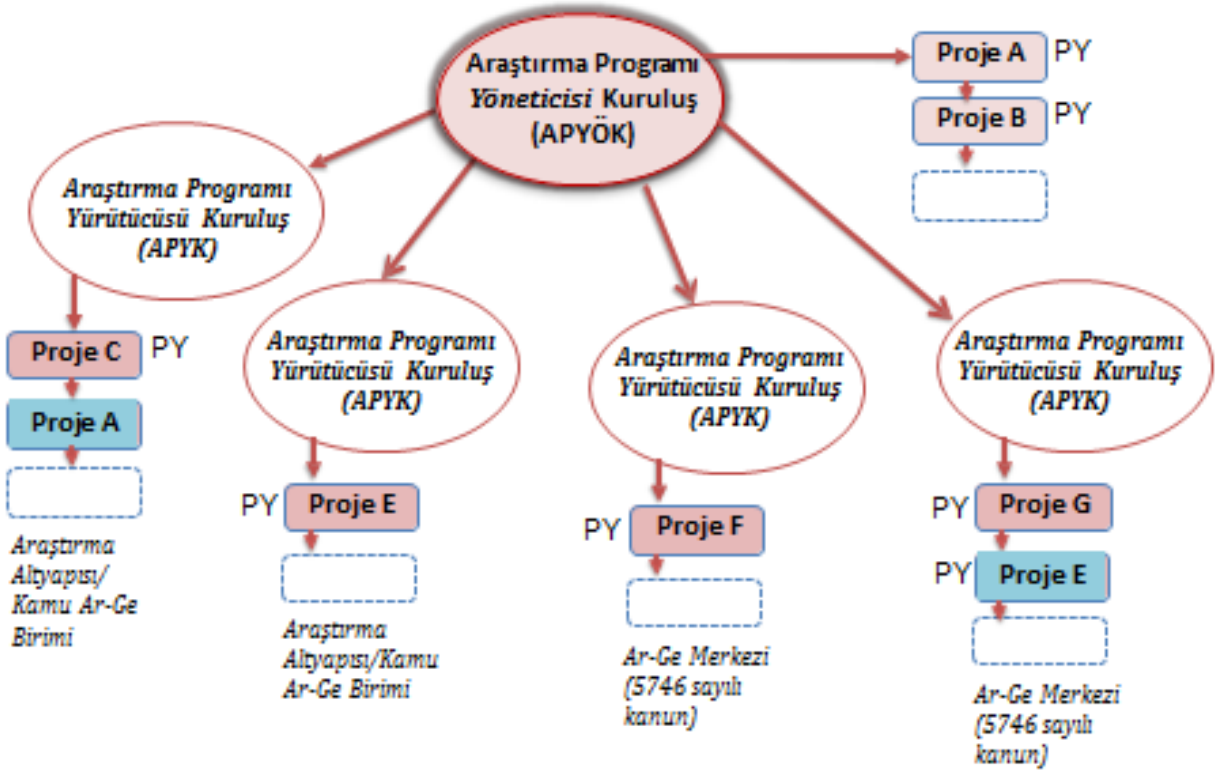 Araştırma Programı
Yöneticisi Kuruluş
(APYÖK)
Proje A
PY
Proje B
PY
Araştırma Programı
Yürütücüsü Kuruluş
(APYK)
Proje C
PY
Proje A
Araştırma
Altyapısı/
Kamu Ar-Ge
Birimi
Araştırma Programı
Yürütücüsü Kuruluş
(APYK)
PY
Proje E
Araştırma
Altyapısı/Kamu
Ar-Ge Birimi
Araştırma Programı
Yürütücüsü Kuruluş
(APYK)
PY
Proje F
Ar-Ge Merkezi
(5746 sayılı
kanun)
Araştırma Programı
Yürütücüsü Kuruluş
(APYK)
PY
Proje G
PY
Proje E
Ar-Ge Merkezi
(5746 sayılı
kanun)